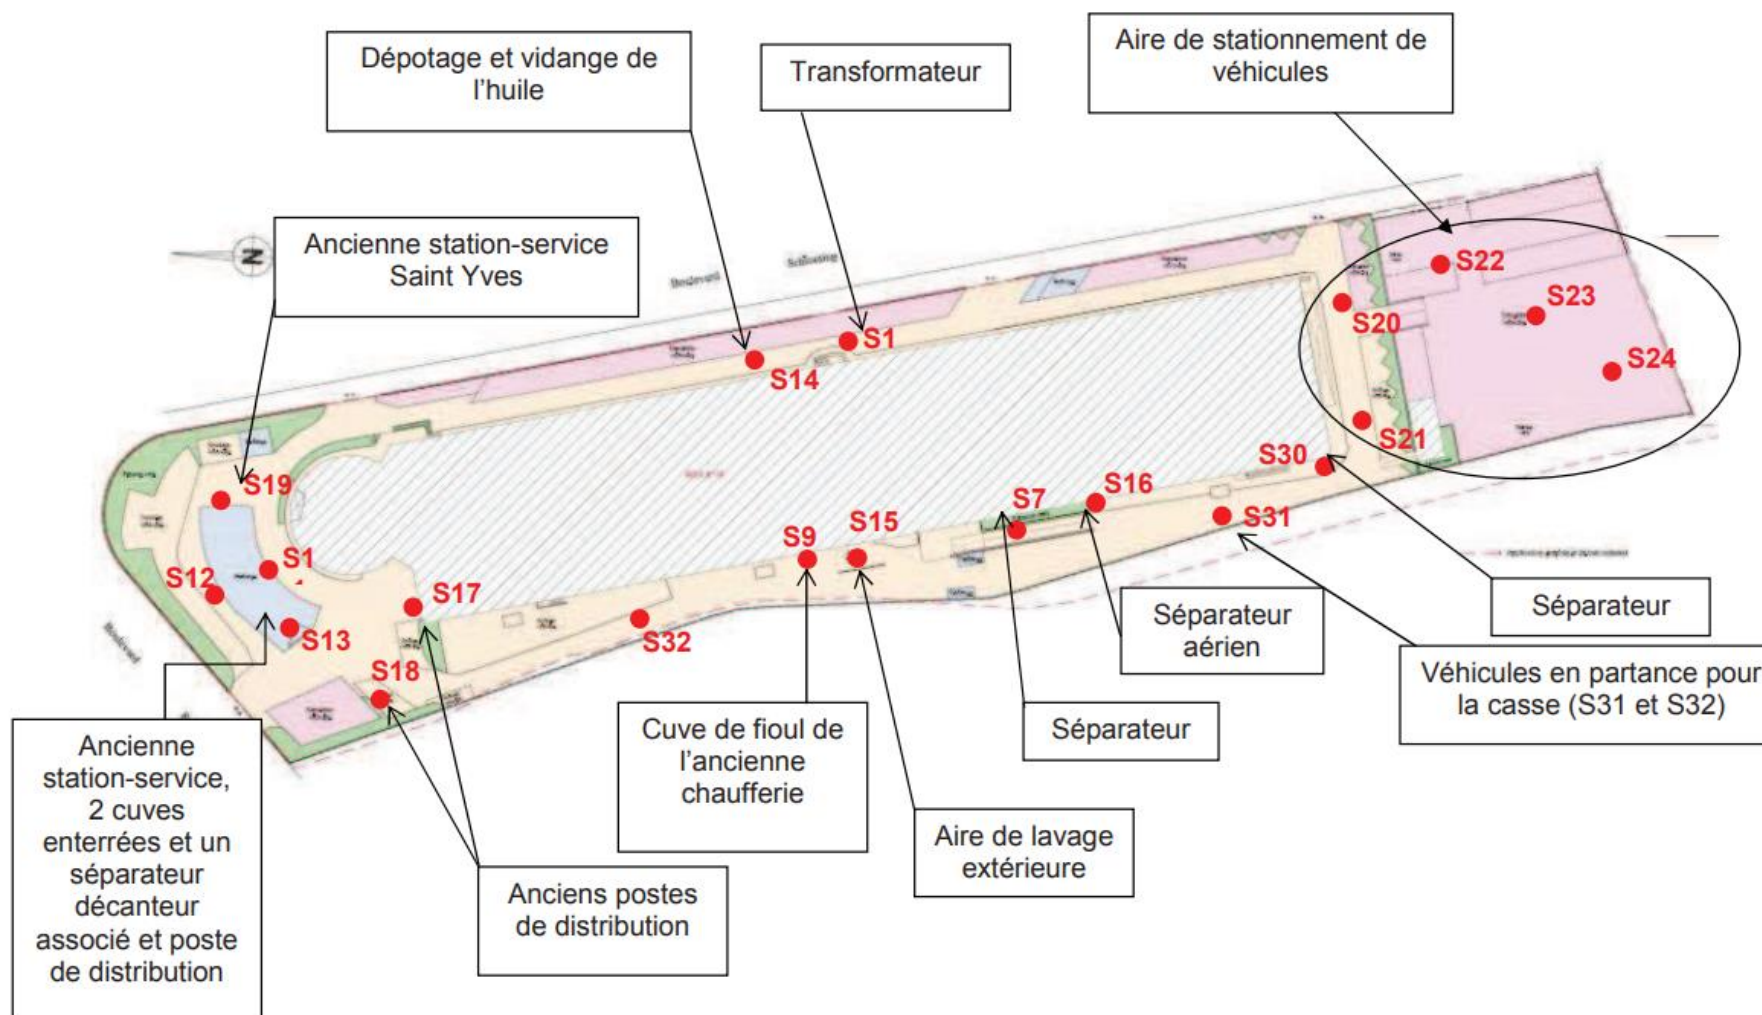 Dépotage et vidange de
l'huile
Transformateur
Aire de stationnement de
véhicules
Ancienne station-service
Saint Yves
N
Boulevard
Schloesing
S22
S23
S20
S24
S1
S14
S21
S30
S19
S16
S7
S31
S15
S9
S1
S12
S17
S13
S32
S18
Boulevard
Séparateur
Séparateur
aérien
Véhicules en partance pour
la casse (S31 et S32)
Séparateur
Cuve de fioul de
l'ancienne
chaufferie
Aire de lavage
extérieure
Anciens postes
de distribution
Ancienne
station-service,
2 cuves
enterrées et un
séparateur
décanteur
associé et poste
de distribution